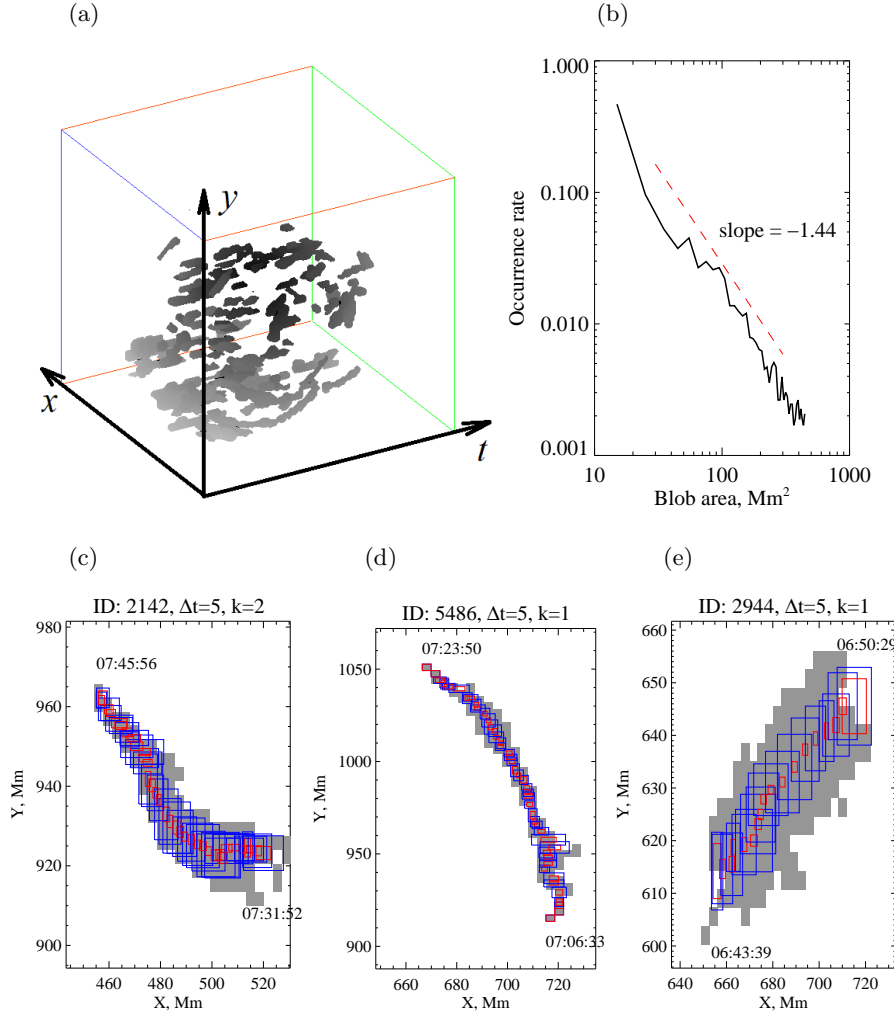 (a)
(b)
y
x
t
1.000
0.100
0.010
0.001
Occurrence rate
slope = −1.44
10
100
1000
Blob area, Mm²
(c)
(d)
(e)
ID: 2142, Δt=5, k=2
980
960
940
920
900
Y, Mm
07:45:56
07:31:52
460
480
500
520
X, Mm
ID: 5486, Δt=5, k=1
1050
1000
950
900
Y, Mm
07:23:50
07:06:33
660
680
700
720
X, Mm
ID: 2944, Δt=5, k=1
660
650
640
630
620
610
600
Y, Mm
06:50:29
06:43:39
640
660
680
700
720
X, Mm